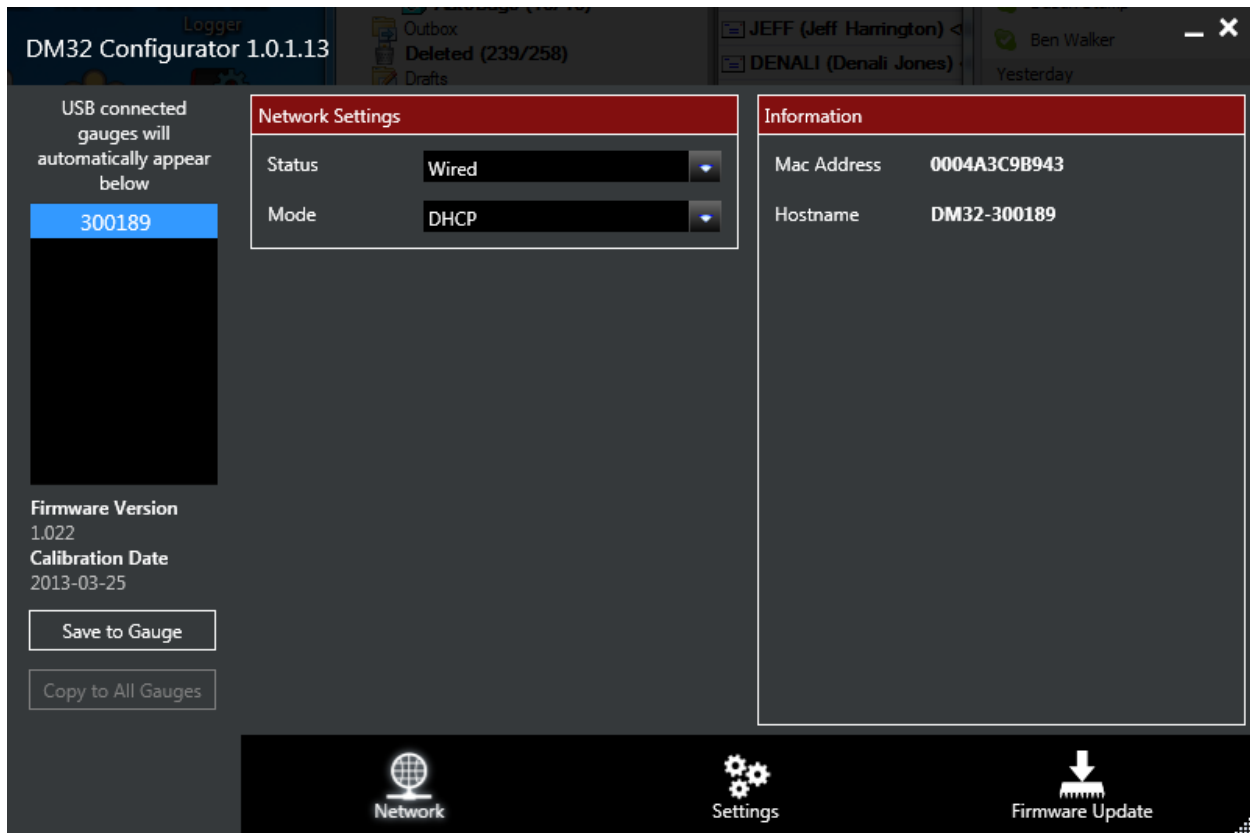 Logger
Outbox
Deleted (239/258)
Drafts
JEFF (Jeff Harrington)
DENALI (Denali Jones)
Ben Walker
Yesterday
DM32 Configurator 1.0.1.13
USB connected
gauges will
automatically appear
below
300189
Firmware Version
1.022
Calibration Date
2013-03-25
Save to Gauge
Copy to All Gauges
Network Settings
Status Wired
Mode DHCP
Information
Mac Address 0004A3C9B943
Hostname DM32-300189
Network
Settings
Firmware Update